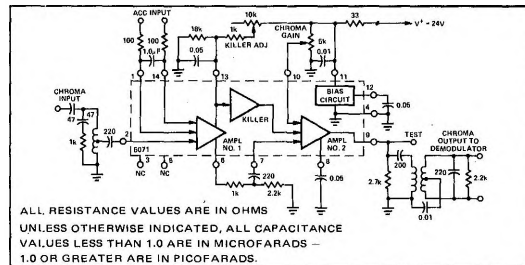 ACC INPUT
100
100
1.0µF
18k
0.05
10k
1k
KILLER ADJ
CHROMA GAIN
5k
0.01
33
V+ = 24V
1
14
13
10
11
BIAS CIRCUIT
12
4
0.05
CHROMA INPUT
47
47
1k
220
2
AMPL NO. 1
KILLER
AMPL NO. 2
9
TEST
CHROMA OUTPUT TO DEMODULATOR
6071
3
NC
5
NC
6
7
8
1k
220
2.2k
0.05
2.7k
200
220
2.2k
0.01
ALL RESISTANCE VALUES ARE IN OHMS
UNLESS OTHERWISE INDICATED, ALL CAPACITANCE
VALUES LESS THAN 1.0 ARE IN MICROFARADS –
1.0 OR GREATER ARE IN PICOFARADS.